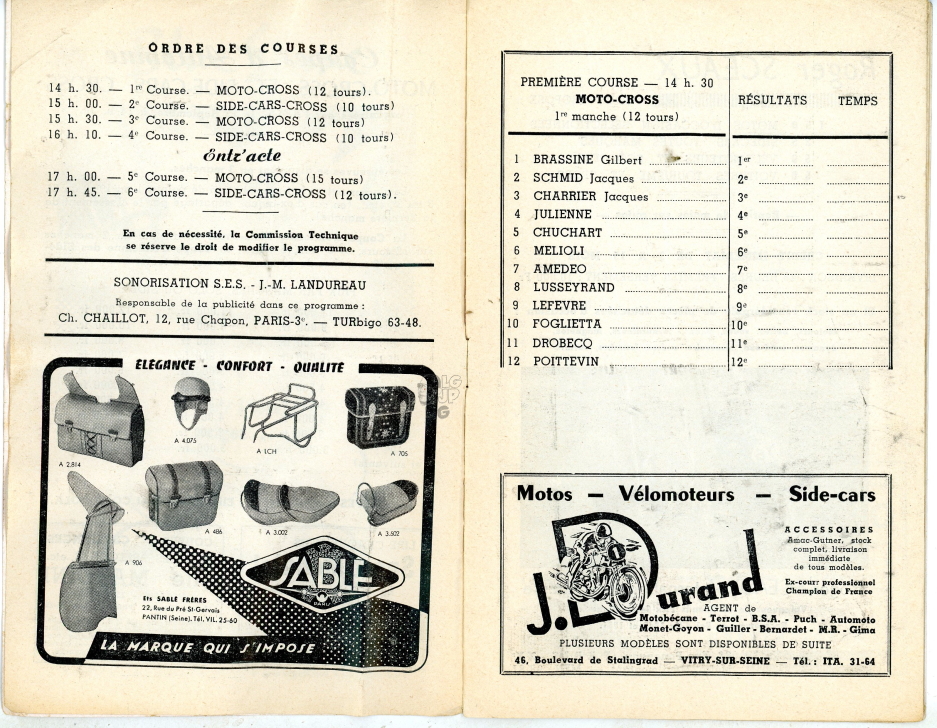 ORDRE DES COURSES
14 h. 30. — 1re Course. — MOTO-CROSS (12 tours).
15 h. 00. — 2e Course. — SIDE-CARS-CROSS (10 tours)
15 h. 30. — 3e Course. — MOTO-CROSS (12 tours)
16 h. 10. — 4e Course. — SIDE-CARS-CROSS (10 tours)
Entr'acte
17 h. 00. — 5e Course. — MOTO-CROSS (15 tours)
17 h. 45. — 6e Course. — SIDE-CARS-CROSS (12 tours).
En cas de nécessité, la Commission Technique
se réserve le droit de modifier le programme.
SONORISATION S.E.S. - J.-M. LANDUREAU
Responsable de la publicité dans ce programme :
Ch. CHAILLOT, 12, rue Chapon, PARIS-3e. — TURbigo 63-48.
ÉLÉGANCE - CONFORT - QUALITÉ
A 2.814
A 4.075
A LCH
A 705
A 486
A 3.002
A 3.502
A 906
SABLE
PARIS
Ets SABLÉ FRÈRES
22, Rue du Pré St-Gervais
PANTIN (Seine). Tél. VIL. 25-60
LA MARQUE QUI S'IMPOSE
PREMIÈRE COURSE — 14 h. 30
MOTO-CROSS
1re manche (12 tours)
RÉSULTATS TEMPS
1 BRASSINE Gilbert 1er
2 SCHMID Jacques 2e
3 CHARRIER Jacques 3e
4 JULIENNE 4e
5 CHUCHART 5e
6 MELIOLI 6e
7 AMEDEO 7e
8 LUSSEYRAND 8e
9 LEFEVRE 9e
10 FOGLIETTA 10e
11 DROBECQ 11e
12 POITTEVIN 12e
Motos — Vélomoteurs — Side-cars
J. Durand
ACCESSOIRES
Amac-Gutner, stock
complet, livraison
immédiate
de tous modèles.
Ex-cour professionnel
Champion de France
AGENT de
Motobécane - Terrot - B.S.A. - Puch - Automoto
Monet-Goyon - Guiller - Bernardet - M.R. - Gima
PLUSIEURS MODÈLES SONT DISPONIBLES DE SUITE
46, Boulevard de Stalingrad — VITRY-SUR-SEINE — Tél. : ITA. 31-64